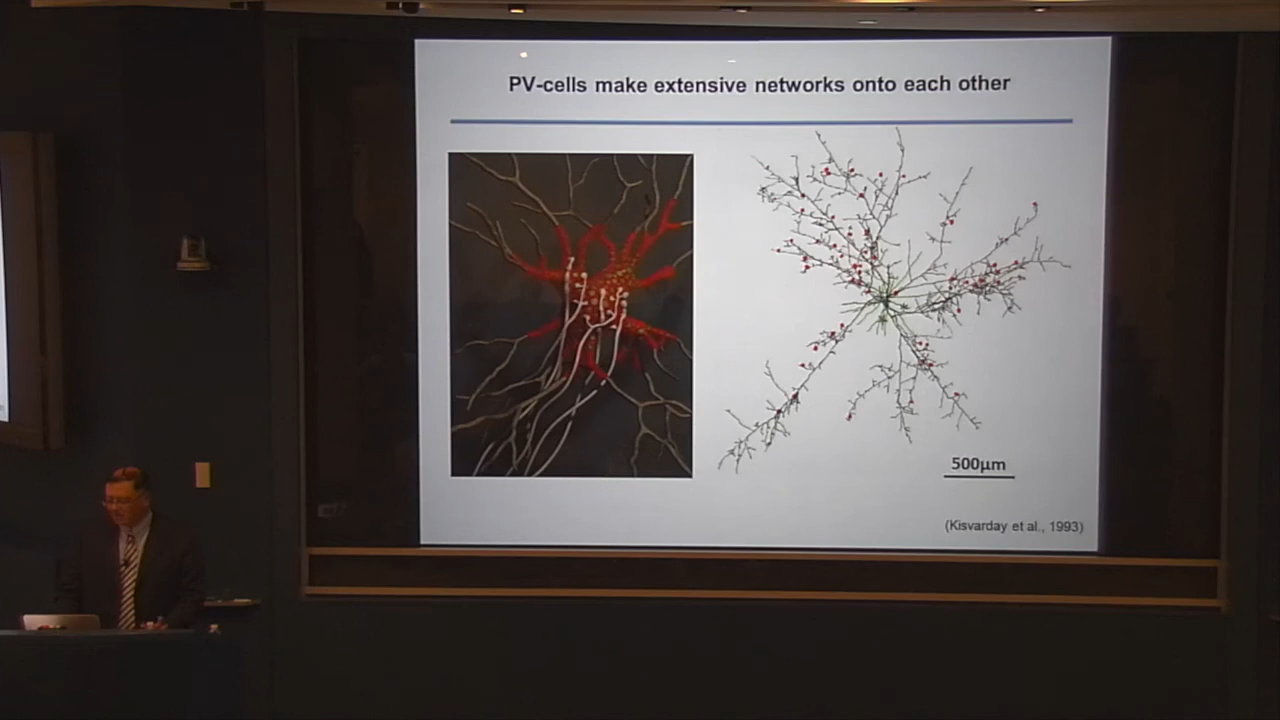 PV-cells make extensive networks onto each other
500µm
(Kisvarday et al., 1993)